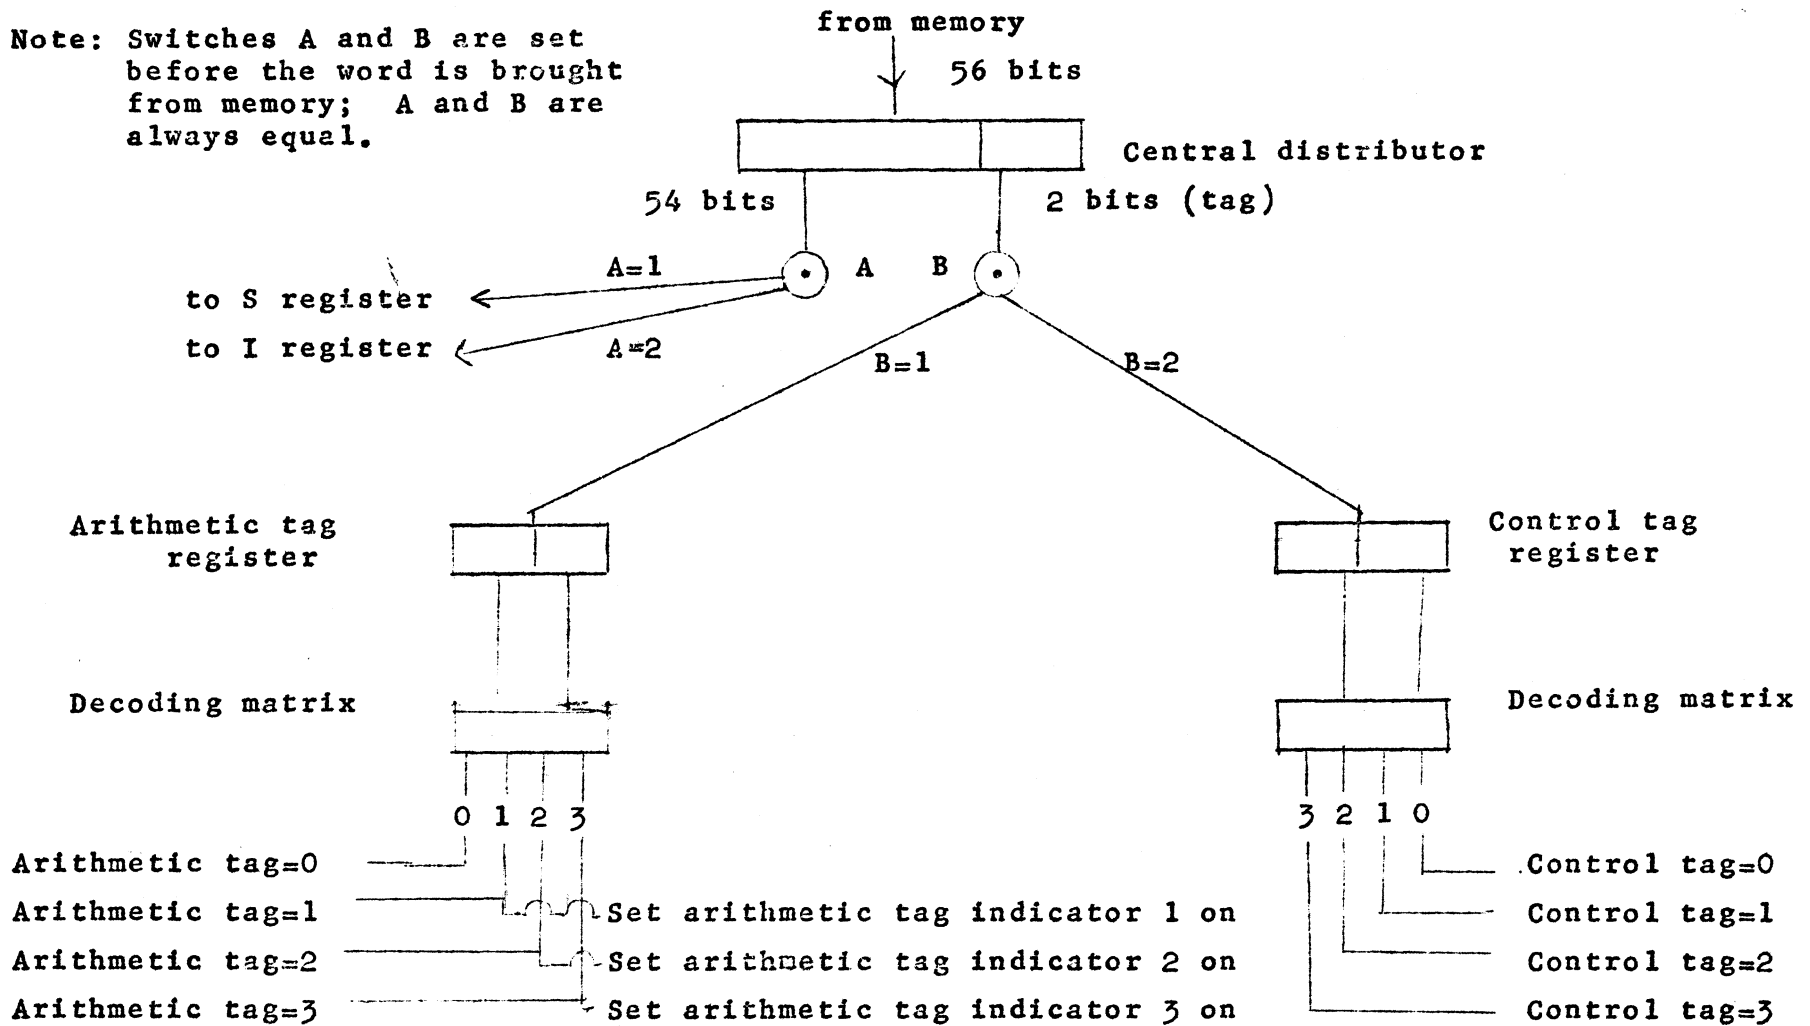 Note: Switches A and B are set
before the word is brought
from memory; A and B are
always equal.
from memory
56 bits
Central distributor
54 bits
2 bits (tag)
A=1
A
B
to S register
to I register
A=2
B=1
B=2
Arithmetic tag
register
Control tag
register
Decoding matrix
Decoding matrix
0 1 2 3
3 2 1 0
Arithmetic tag=0
Control tag=0
Arithmetic tag=1
Set arithmetic tag indicator 1 on
Control tag=1
Arithmetic tag=2
Set arithmetic tag indicator 2 on
Control tag=2
Arithmetic tag=3
Set arithmetic tag indicator 3 on
Control tag=3